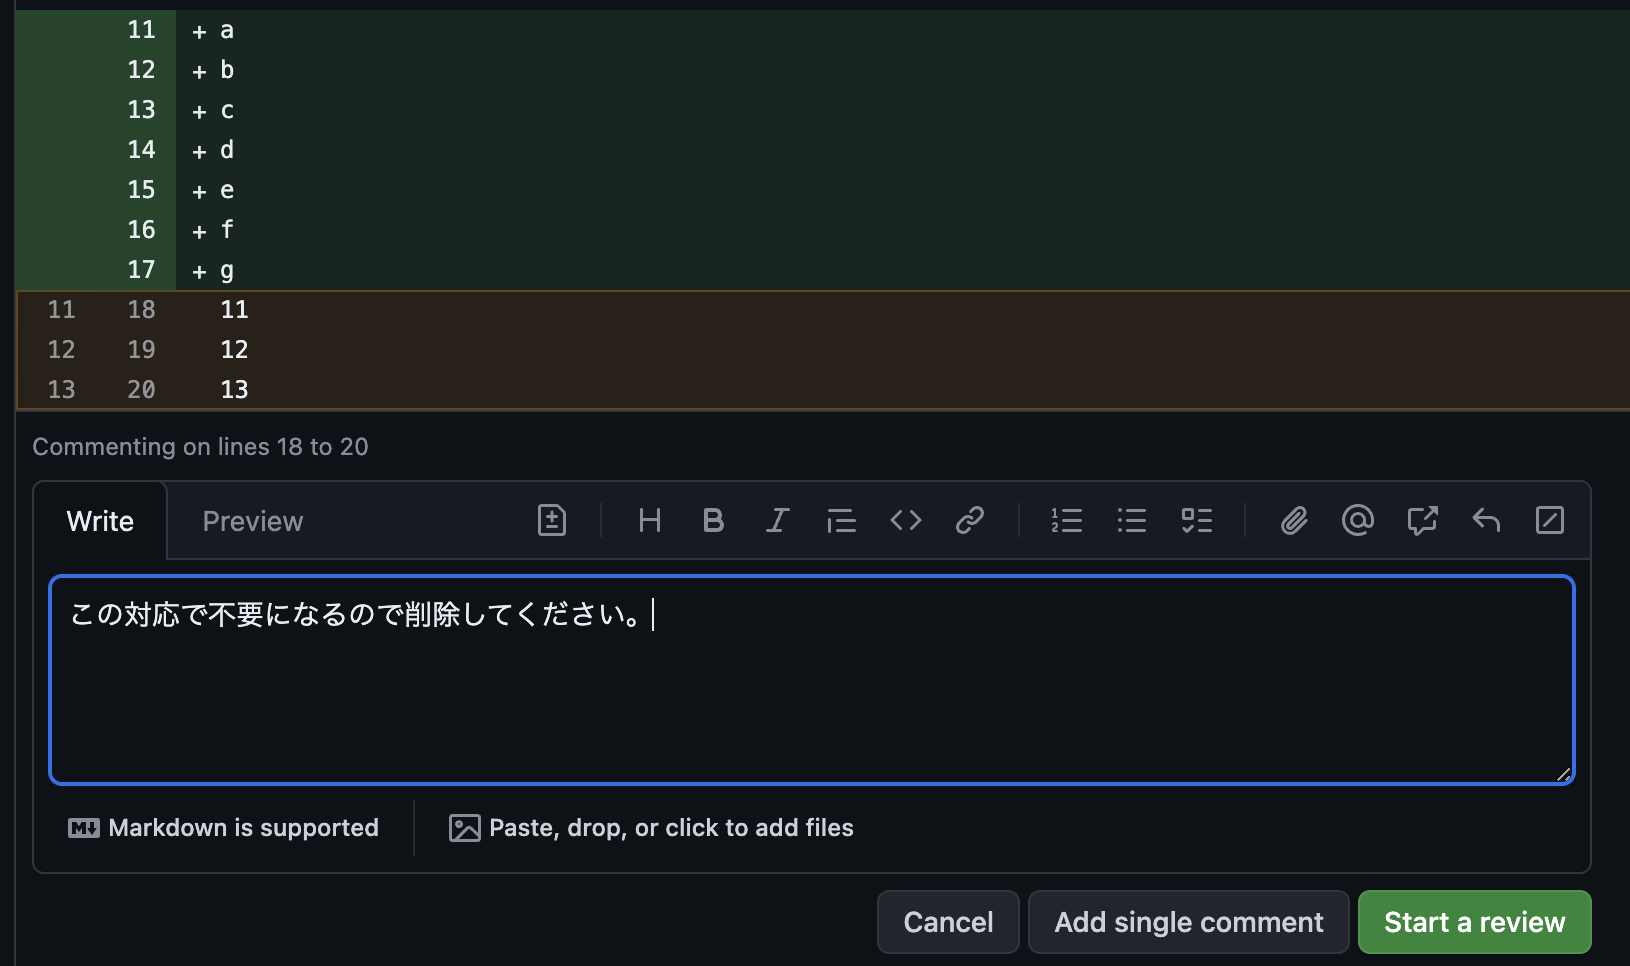 11 + a
12 + b
13 + c
14 + d
15 + e
16 + f
17 + g
11 18 11
12 19 12
13 20 13
Commenting on lines 18 to 20
Write Preview
この対応で不要になるので削除してください。
Markdown is supported Paste, drop, or click to add files
Cancel Add single comment Start a review